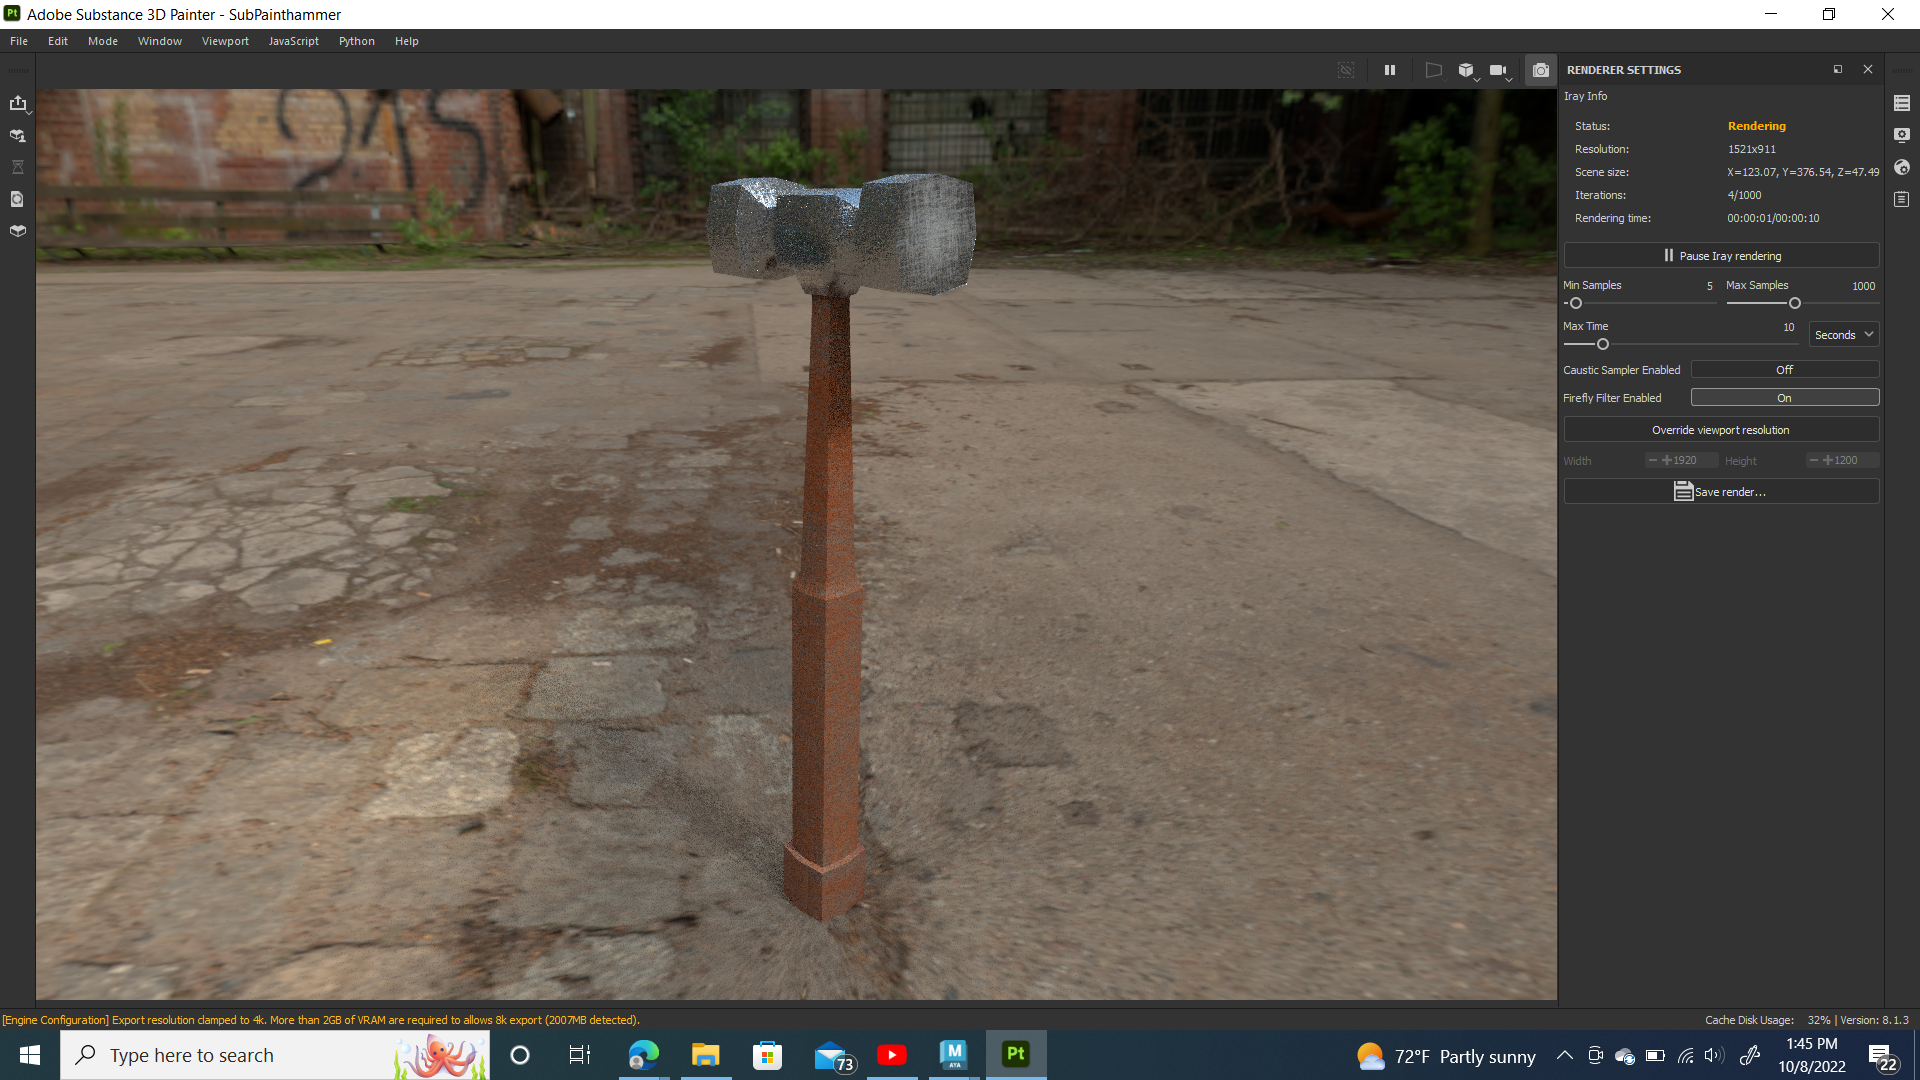 Pt Adobe Substance 3D Painter - SubPainthammer
File Edit Mode Window Viewport JavaScript Python Help
RENDERER SETTINGS
Iray Info
Status: Rendering
Resolution: 1521x911
Scene size: X=123.07, Y=376.54, Z=47.49
Iterations: 4/1000
Rendering time: 00:00:01/00:00:10
Pause Iray rendering
Min Samples 5 Max Samples 1000
Max Time 10 Seconds
Caustic Sampler Enabled Off
Firefly Filter Enabled On
Override viewport resolution
Width 1920 Height 1200
Save render...
215
[Engine Configuration] Export resolution clamped to 4k. More than 2GB of VRAM are required to allows 8k export (2007MB detected).
Cache Disk Usage: 32% | Version: 8.1.3
Type here to search
73
M
AYA
Pt
72°F Partly sunny
1:45 PM
10/8/2022
22